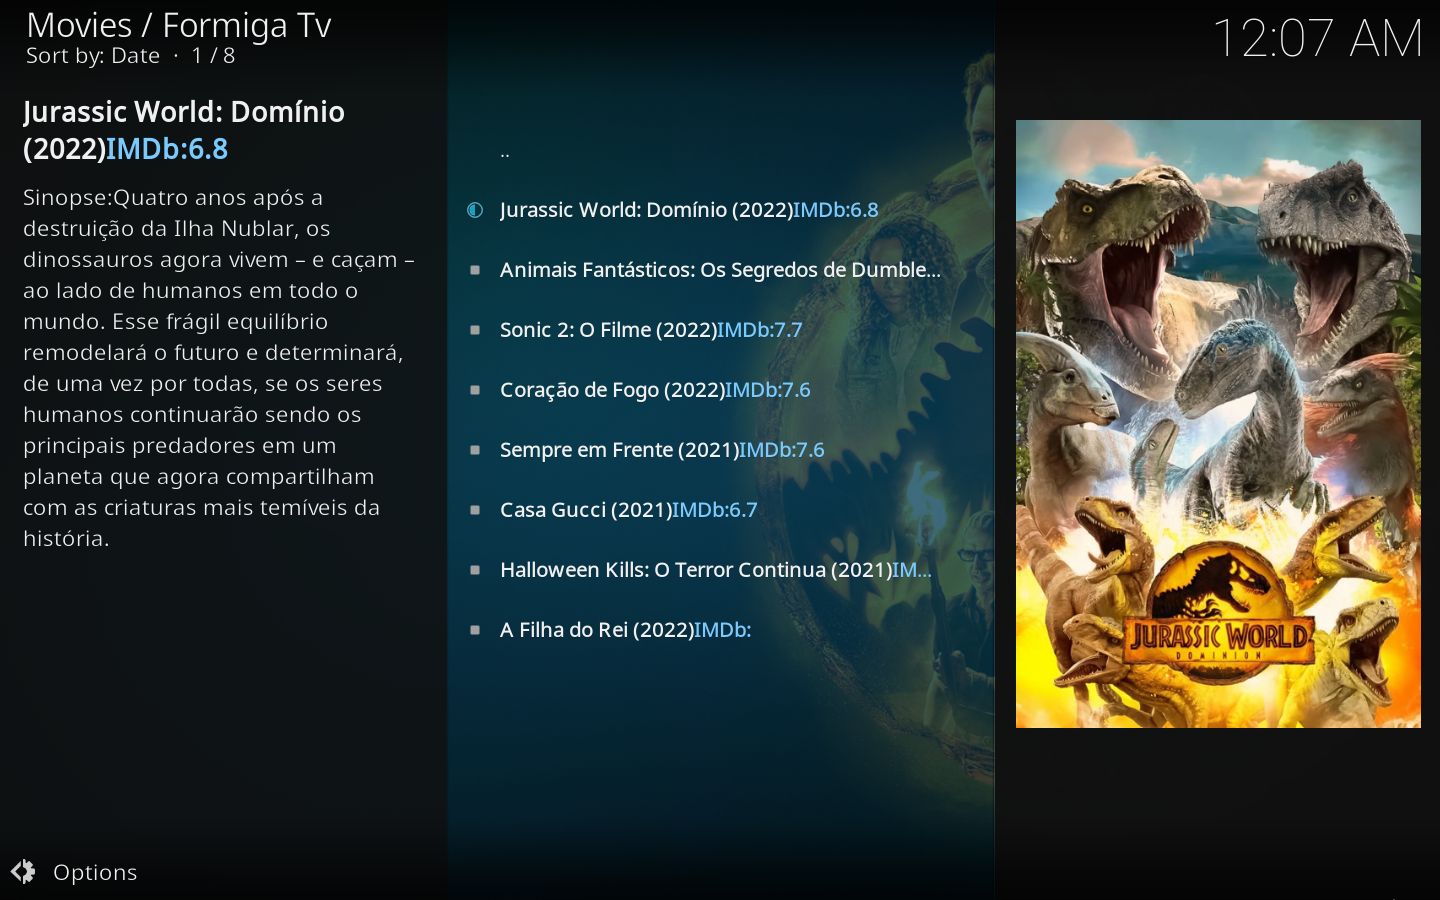 Movies / Formiga Tv
Sort by: Date · 1 / 8
12:07 AM
Jurassic World: Domínio
(2022)IMDb:6.8
Sinopse:Quatro anos após a
destruição da Ilha Nublar, os
dinossauros agora vivem – e caçam –
ao lado de humanos em todo o
mundo. Esse frágil equilíbrio
remodelará o futuro e determinará,
de uma vez por todas, se os seres
humanos continuarão sendo os
principais predadores em um
planeta que agora compartilham
com as criaturas mais temíveis da
história.
..
Jurassic World: Domínio (2022)IMDb:6.8
Animais Fantásticos: Os Segredos de Dumble...
Sonic 2: O Filme (2022)IMDb:7.7
Coração de Fogo (2022)IMDb:7.6
Sempre em Frente (2021)IMDb:7.6
Casa Gucci (2021)IMDb:6.7
Halloween Kills: O Terror Continua (2021)IM...
A Filha do Rei (2022)IMDb:
JURASSIC WORLD
DOMINION
Options